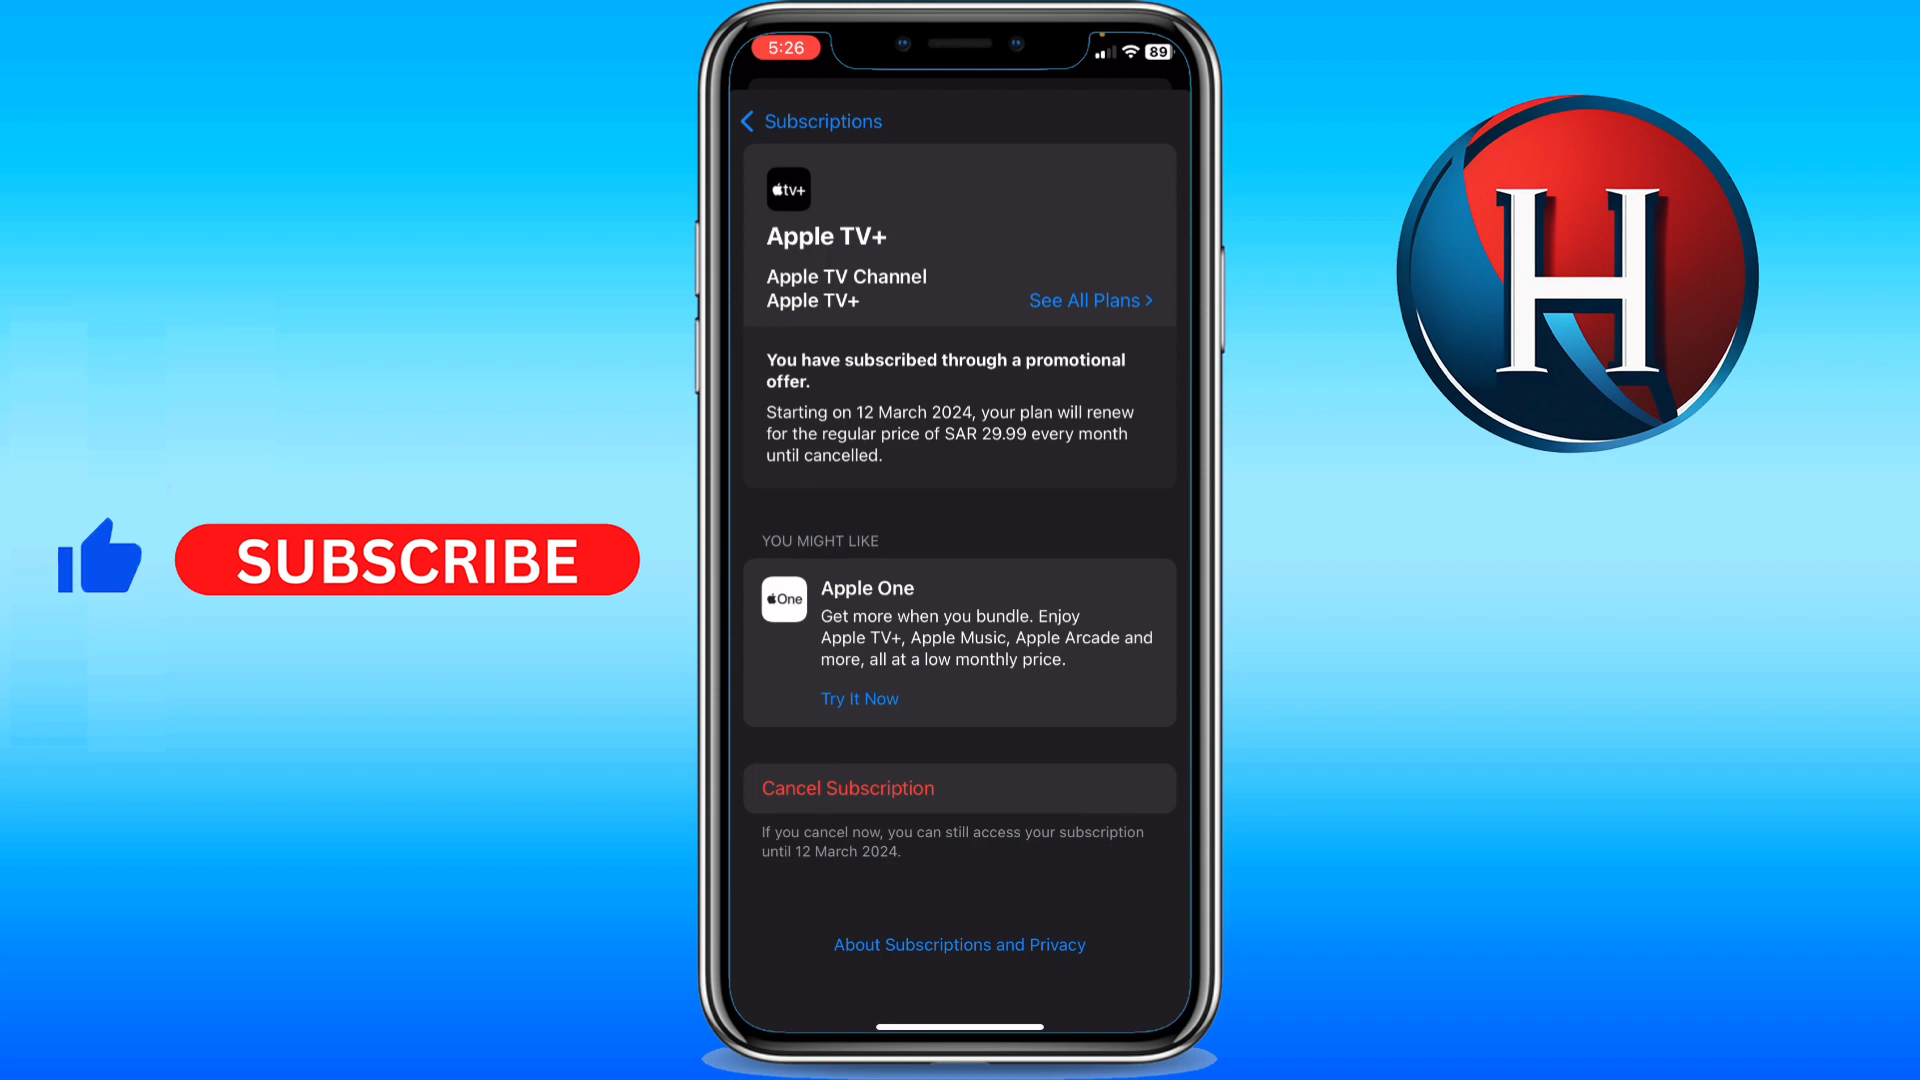 5:26
89
Subscriptions
tv+
Apple TV+
Apple TV Channel
Apple TV+
See All Plans
You have subscribed through a promotional
offer.
Starting on 12 March 2024, your plan will renew
for the regular price of SAR 29.99 every month
until cancelled.
YOU MIGHT LIKE
One
Apple One
Get more when you bundle. Enjoy
Apple TV+, Apple Music, Apple Arcade and
more, all at a low monthly price.
Try It Now
Cancel Subscription
If you cancel now, you can still access your subscription
until 12 March 2024.
About Subscriptions and Privacy
SUBSCRIBE
H